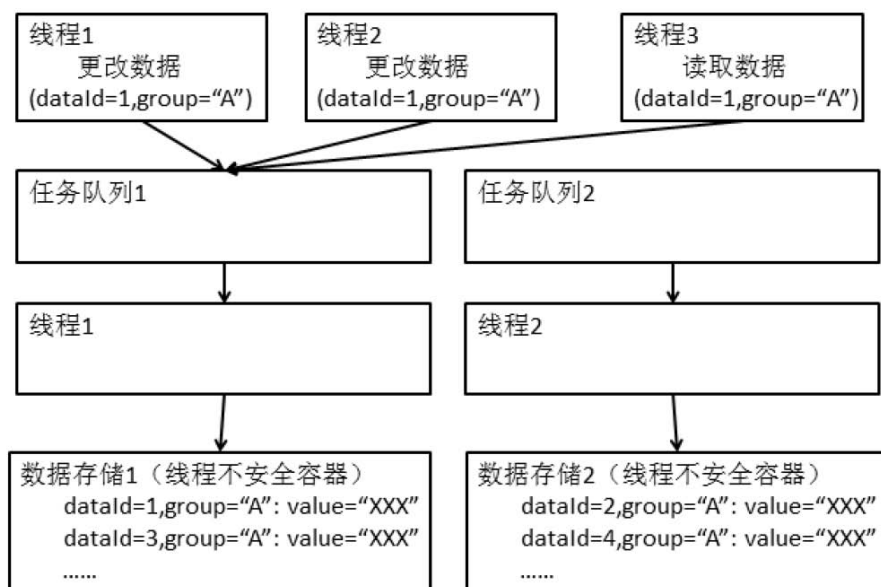 线程1
更改数据
(dataId=1,group=“A”)
线程2
更改数据
(dataId=1,group=“A”)
线程3
读取数据
(dataId=1,group=“A”)
任务队列1
任务队列2
线程1
线程2
数据存储1（线程不安全容器）
dataId=1,group=“A”: value=“XXX”
dataId=3,group=“A”: value=“XXX”
……
数据存储2（线程不安全容器）
dataId=2,group=“A”: value=“XXX”
dataId=4,group=“A”: value=“XXX”
……